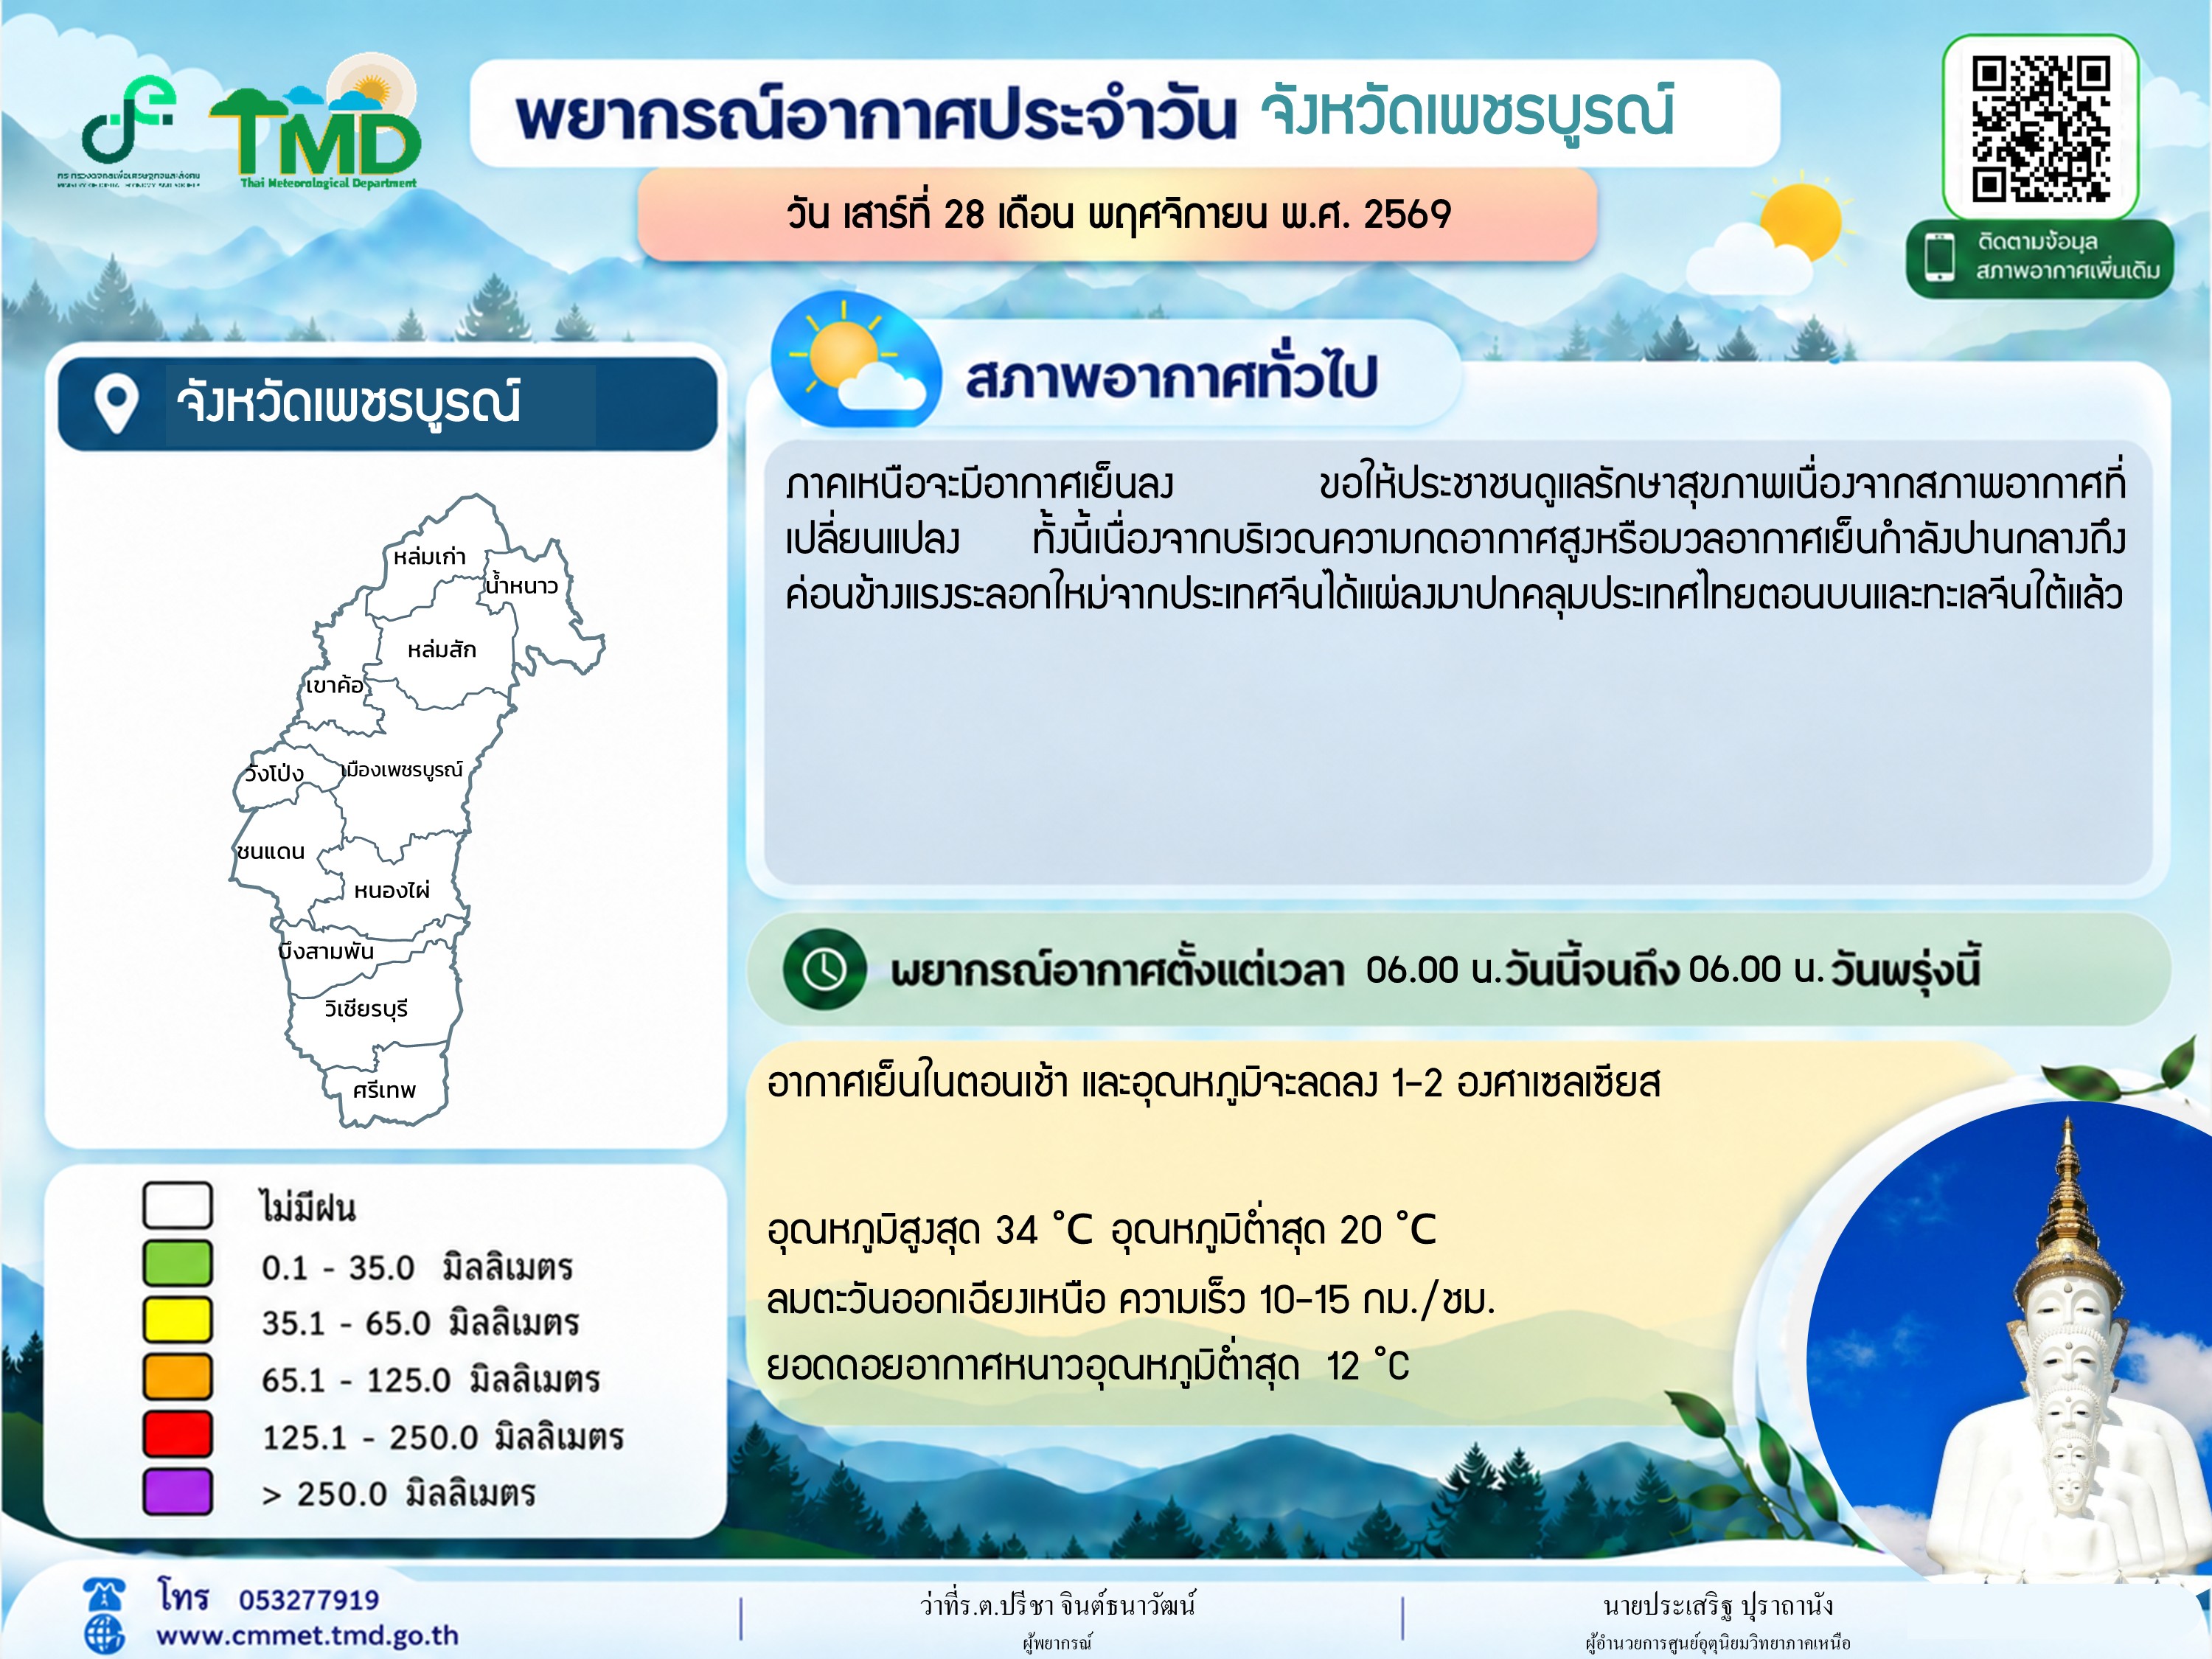 TMD
Thai Meteorological Department
พยากรณ์อากาศประจำวัน จังหวัดเพชรบูรณ์
วัน เสาร์ที่ 28 เดือน พฤศจิกายน พ.ศ. 2569
ติดตามข้อมูล
สภาพอากาศเพิ่มเติม
จังหวัดเพชรบูรณ์
หล่มเก่า
น้ำหนาว
หล่มสัก
เขาค้อ
วังโป่ง
เมืองเพชรบูรณ์
ชนแดน
หนองไผ่
บึงสามพัน
วิเชียรบุรี
ศรีเทพ
ไม่มีฝน
0.1 - 35.0 มิลลิเมตร
35.1 - 65.0 มิลลิเมตร
65.1 - 125.0 มิลลิเมตร
125.1 - 250.0 มิลลิเมตร
> 250.0 มิลลิเมตร
สภาพอากาศทั่วไป
ภาคเหนือจะมีอากาศเย็นลง ขอให้ประชาชนดูแลรักษาสุขภาพเนื่องจากสภาพอากาศที่
เปลี่ยนแปลง ทั้งนี้เนื่องจากบริเวณความกดอากาศสูงหรือมวลอากาศเย็นกำลังปานกลางถึง
ค่อนข้างแรงระลอกใหม่จากประเทศจีนได้แผ่ลงมาปกคลุมประเทศไทยตอนบนและทะเลจีนใต้แล้ว
พยากรณ์อากาศตั้งแต่เวลา 06.00 น. วันนี้จนถึง 06.00 น. วันพรุ่งนี้
อากาศเย็นในตอนเช้า และอุณหภูมิจะลดลง 1-2 องศาเซลเซียส
อุณหภูมิสูงสุด 34 °C อุณหภูมิต่ำสุด 20 °C
ลมตะวันออกเฉียงเหนือ ความเร็ว 10-15 กม./ชม.
ยอดดอยอากาศหนาวอุณหภูมิต่ำสุด 12 °C
โทร 053277919
www.cmmet.tmd.go.th
ว่าที่ร.ต.ปรีชา จินต์ธนาวัฒน์
ผู้พยากรณ์
นายประเสริฐ ปุราถานัง
ผู้อำนวยการศูนย์อุตุนิยมวิทยาภาคเหนือ